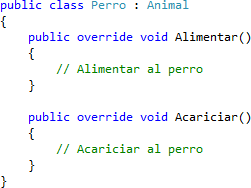 public class Perro : Animal
{
public override void Alimentar()
{
// Alimentar al perro
}
public override void Acariciar()
{
// Acariciar al perro
}
}